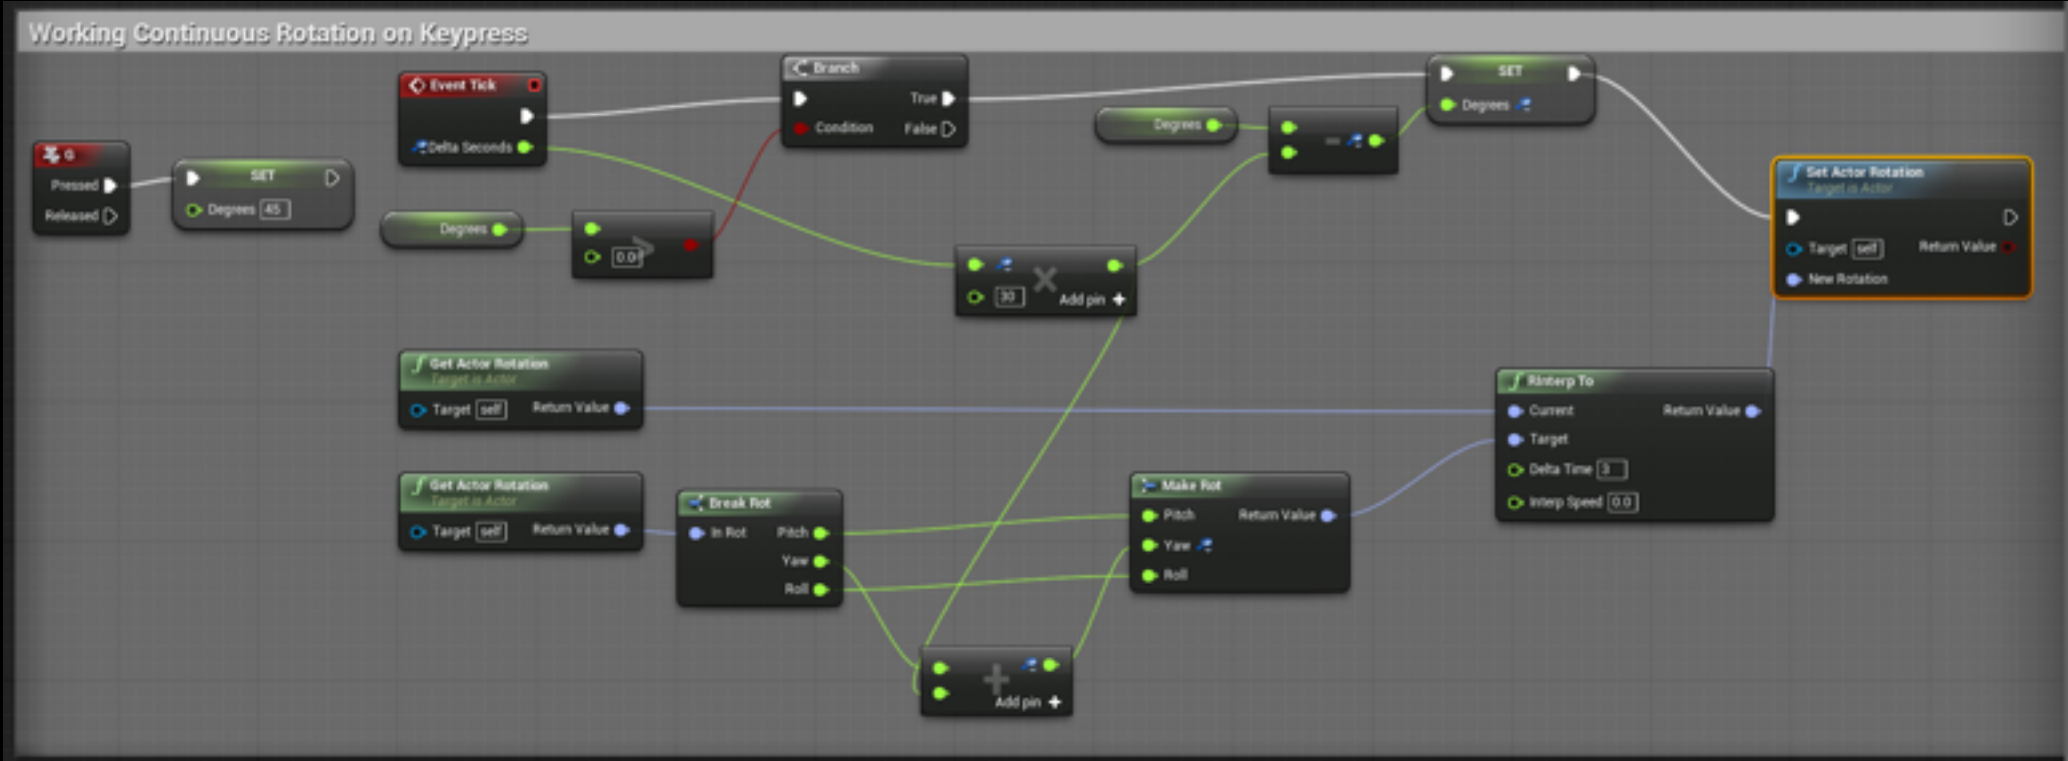 Working Continuous Rotation on Keypress
G
Pressed
Released
SET
Degrees 45
Event Tick
Delta Seconds
Degrees
0.0 >
Branch
True
Condition
False
X
30
Add pin +
Degrees
-
SET
Degrees
Set Actor Rotation
Target is Actor
Target self
Return Value
New Rotation
Get Actor Rotation
Target is Actor
Target self
Return Value
Get Actor Rotation
Target is Actor
Target self
Return Value
Break Rot
In Rot
Pitch
Yaw
Roll
+
Add pin +
Make Rot
Pitch
Return Value
Yaw
Roll
RInterp To
Current
Return Value
Target
Delta Time 3
Interp Speed 0.0